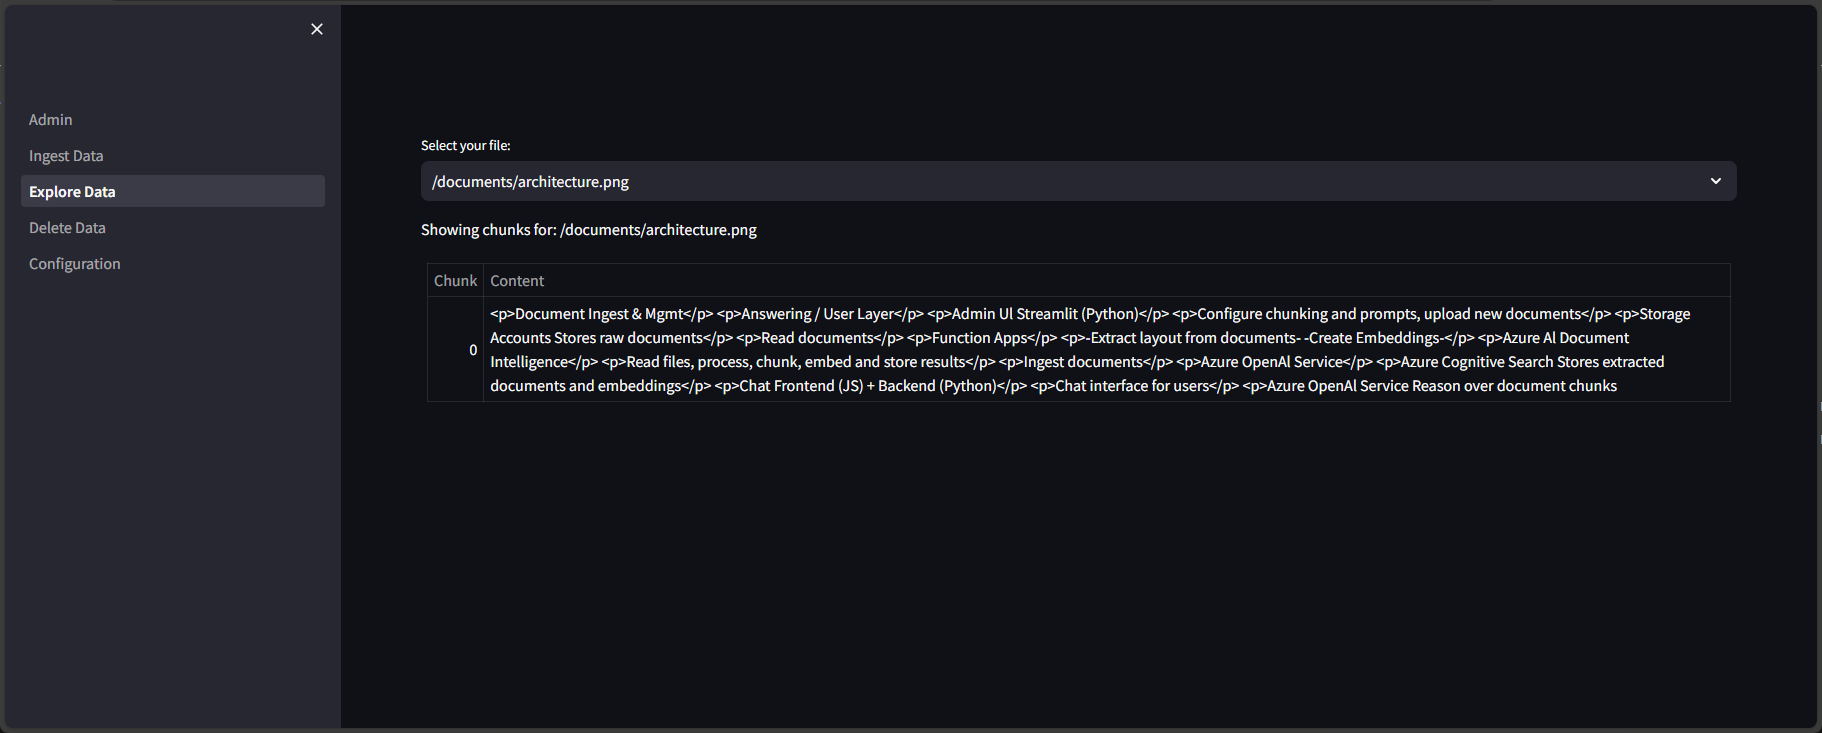 Admin
Ingest Data
Explore Data
Delete Data
Configuration
Select your file:
/documents/architecture.png
Showing chunks for: /documents/architecture.png
Chunk Content
0
<p>Document Ingest & Mgmt</p> <p>Answering / User Layer</p> <p>Admin Ul Streamlit (Python)</p> <p>Configure chunking and prompts, upload new documents</p> <p>Storage
Accounts Stores raw documents</p> <p>Read documents</p> <p>Function Apps</p> <p>-Extract layout from documents- -Create Embeddings-</p> <p>Azure Al Document
Intelligence</p> <p>Read files, process, chunk, embed and store results</p> <p>Ingest documents</p> <p>Azure OpenAl Service</p> <p>Azure Cognitive Search Stores extracted
documents and embeddings</p> <p>Chat Frontend (JS) + Backend (Python)</p> <p>Chat interface for users</p> <p>Azure OpenAl Service Reason over document chunks